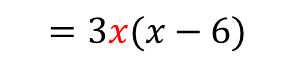 = 3x(x − 6)